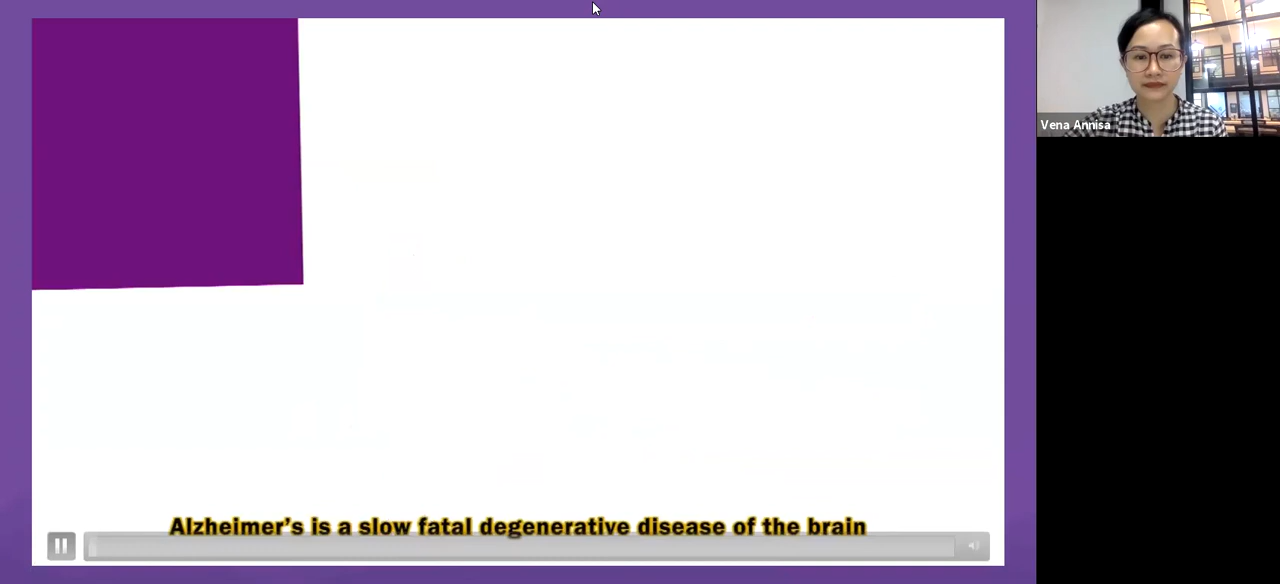 Vena Annisa
Alzheimer's is a slow fatal degenerative disease of the brain